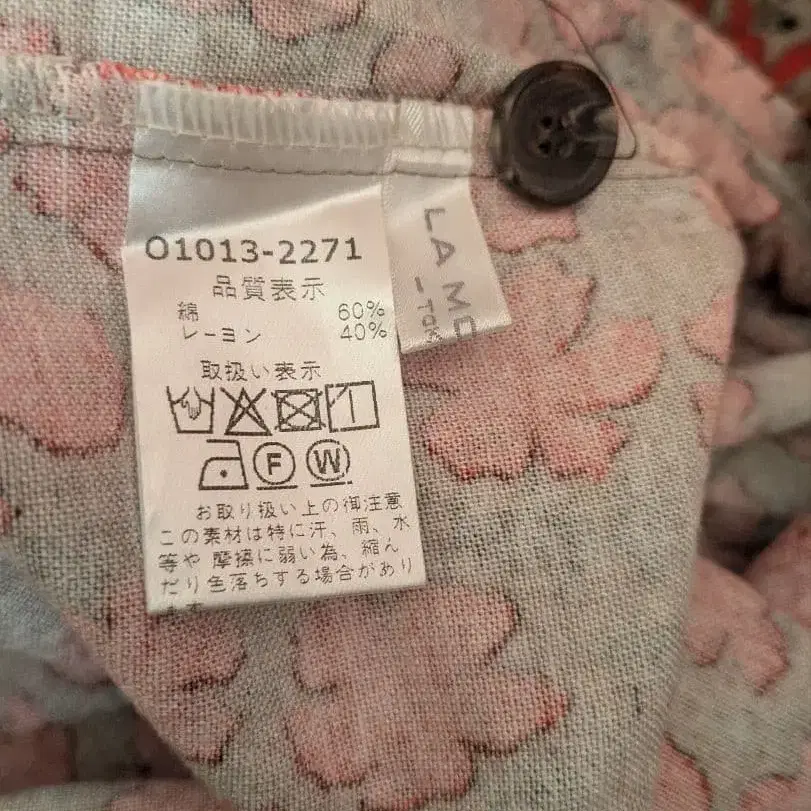 O1013-2271
品質表示
綿 60%
レーヨン 40%
取扱い表示
F W
お取り扱い上の御注意
この素材は特に汗、雨、水
等や 摩擦に弱い為、縮ん
だり色落ちする場合があり
ます
LA MO